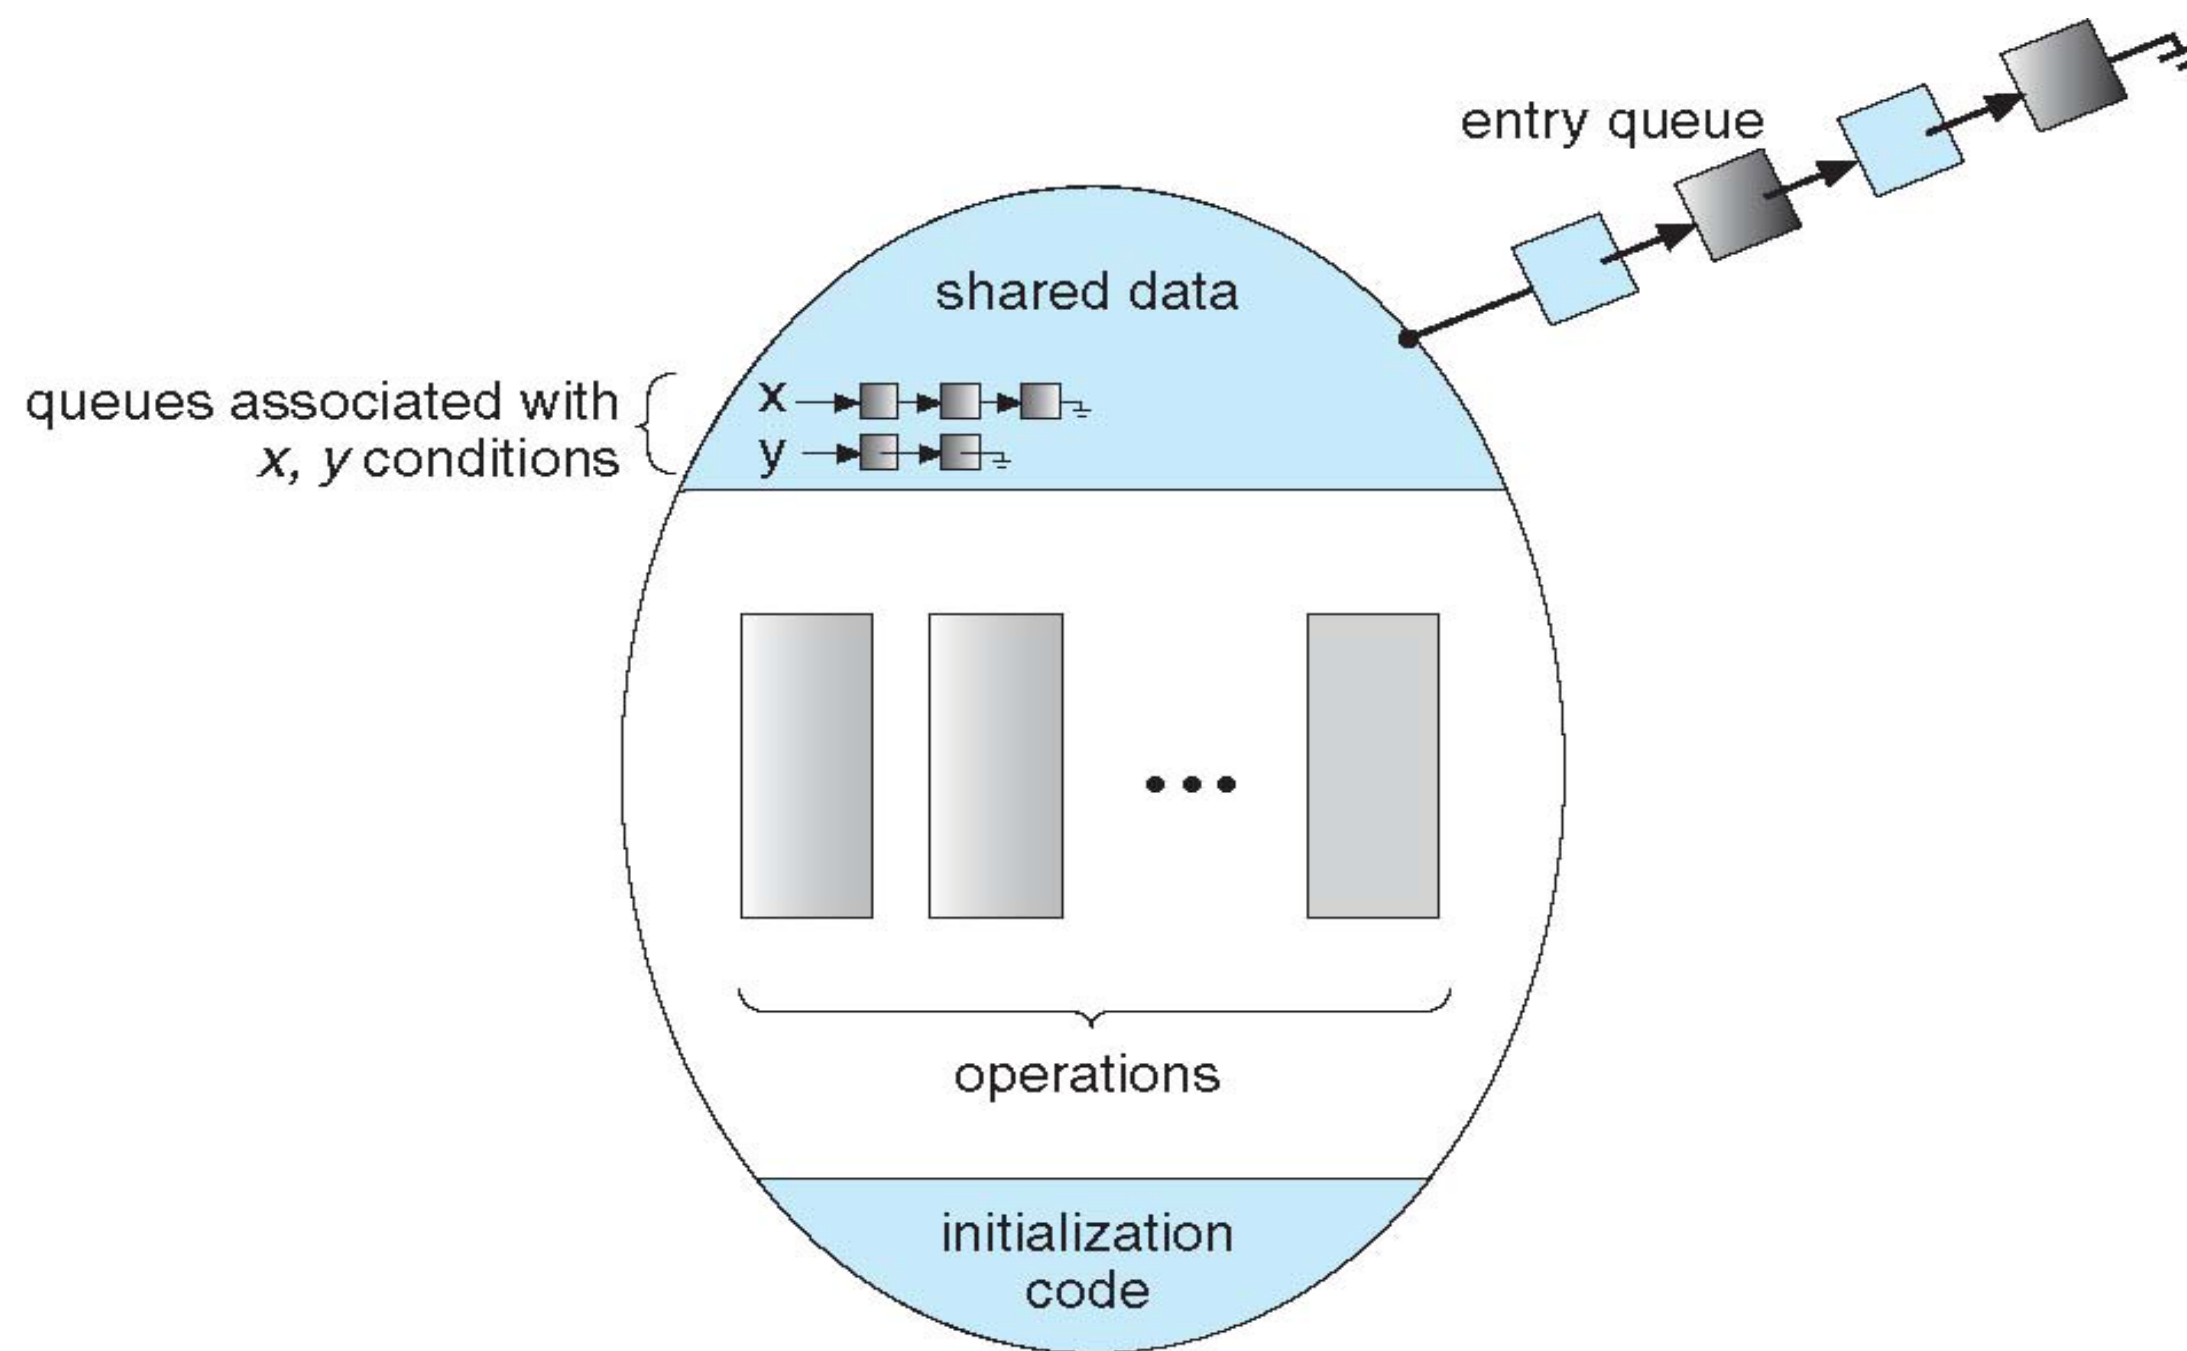 entry queue
shared data
queues associated with
x, y conditions
x
y
operations
initialization
code